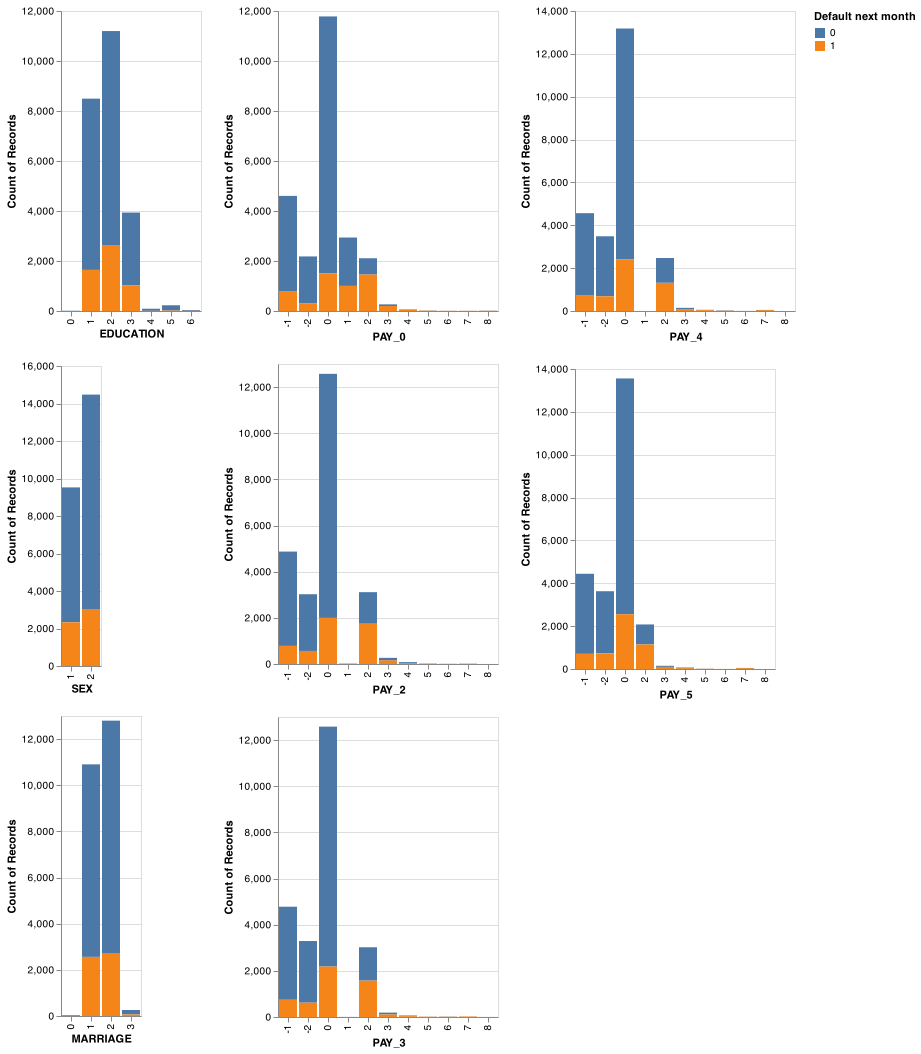 Default next month
0
1
12,000
10,000
8,000
6,000
4,000
2,000
0
Count of Records
0 1 2 3 4 5 6
EDUCATION
12,000
10,000
8,000
6,000
4,000
2,000
0
Count of Records
-1 -2 0 1 2 3 4 5 6 7 8
PAY_0
14,000
12,000
10,000
8,000
6,000
4,000
2,000
0
Count of Records
-1 -2 0 1 2 3 4 5 6 7 8
PAY_4
16,000
14,000
12,000
10,000
8,000
6,000
4,000
2,000
0
Count of Records
1 2
SEX
12,000
10,000
8,000
6,000
4,000
2,000
0
Count of Records
-1 -2 0 1 2 3 4 5 6 7 8
PAY_2
14,000
12,000
10,000
8,000
6,000
4,000
2,000
0
Count of Records
-1 -2 0 2 3 4 5 6 7 8
PAY_5
12,000
10,000
8,000
6,000
4,000
2,000
0
Count of Records
0 1 2 3
MARRIAGE
12,000
10,000
8,000
6,000
4,000
2,000
0
Count of Records
-1 -2 0 1 2 3 4 5 6 7 8
PAY_3